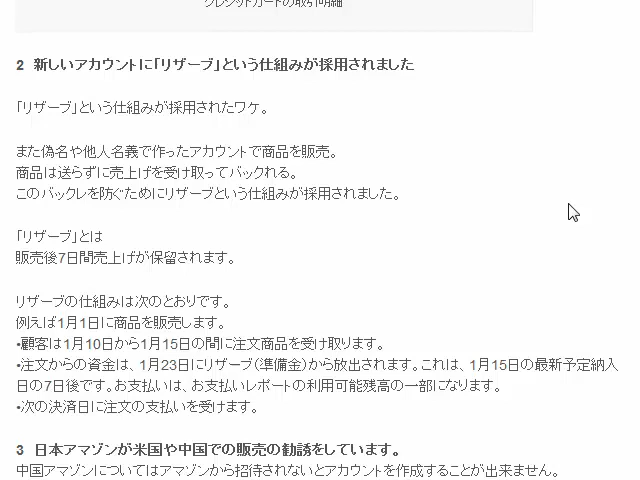 クレジットカードの取引明細
2 新しいアカウントに「リザーブ」という仕組みが採用されました
「リザーブ」という仕組みが採用されたワケ。
また偽名や他人名義で作ったアカウントで商品を販売。
商品は送らずに売上げを受け取ってバックれる。
このバックレを防ぐためにリザーブという仕組みが採用されました。
「リザーブ」とは
販売後7日間売上げが保留されます。
リザーブの仕組みは次のとおりです。
例えば1月1日に商品を販売します。
•顧客は1月10日から1月15日の間に注文商品を受け取ります。
•注文からの資金は、1月23日にリザーブ（準備金）から放出されます。これは、1月15日の最新予定納入
日の7日後です。お支払いは、お支払いレポートの利用可能残高の一部になります。
•次の決済日に注文の支払いを受けます。
3 日本アマゾンが米国や中国での販売の勧誘をしています。
中国アマゾンについてはアマゾンから招待されないとアカウントを作成することが出来ません。